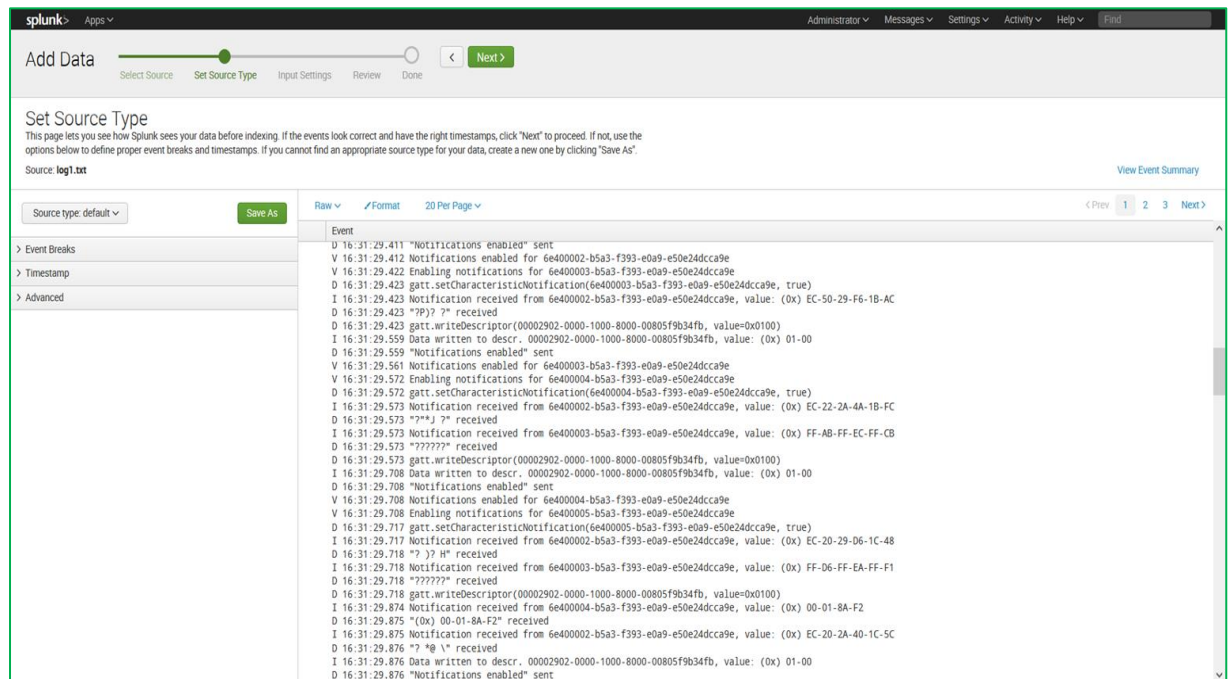 splunk> Apps Administrator Messages Settings Activity Help Find
Add Data
Select Source Set Source Type Input Settings Review Done
< Next >
Set Source Type
This page lets you see how Splunk sees your data before indexing. If the events look correct and have the right timestamps, click "Next" to proceed. If not, use the
options below to define proper event breaks and timestamps. If you cannot find an appropriate source type for your data, create a new one by clicking "Save As".
Source: log1.txt
View Event Summary
Source type: default
Save As
> Event Breaks
> Timestamp
> Advanced
Raw Format 20 Per Page < Prev 1 2 3 Next >
Event
D 16:31:29.411 "Notifications enabled" sent
V 16:31:29.412 Notifications enabled for 6e400002-b5a3-f393-e0a9-e50e24dcca9e
V 16:31:29.422 Enabling notifications for 6e400003-b5a3-f393-e0a9-e50e24dcca9e
D 16:31:29.423 gatt.setCharacteristicNotification(6e400003-b5a3-f393-e0a9-e50e24dcca9e, true)
I 16:31:29.423 Notification received from 6e400002-b5a3-f393-e0a9-e50e24dcca9e, value: (0x) EC-50-29-F6-1B-AC
D 16:31:29.423 "?P)? ?" received
D 16:31:29.423 gatt.writeDescriptor(00002902-0000-1000-8000-00805f9b34fb, value=0x0100)
I 16:31:29.559 Data written to descr. 00002902-0000-1000-8000-00805f9b34fb, value: (0x) 01-00
D 16:31:29.559 "Notifications enabled" sent
V 16:31:29.561 Notifications enabled for 6e400003-b5a3-f393-e0a9-e50e24dcca9e
V 16:31:29.572 Enabling notifications for 6e400004-b5a3-f393-e0a9-e50e24dcca9e
D 16:31:29.572 gatt.setCharacteristicNotification(6e400004-b5a3-f393-e0a9-e50e24dcca9e, true)
I 16:31:29.573 Notification received from 6e400002-b5a3-f393-e0a9-e50e24dcca9e, value: (0x) EC-22-2A-4A-1B-FC
D 16:31:29.573 "?"*J ?" received
I 16:31:29.573 Notification received from 6e400003-b5a3-f393-e0a9-e50e24dcca9e, value: (0x) FF-AB-FF-EC-FF-CB
D 16:31:29.573 "??????" received
D 16:31:29.573 gatt.writeDescriptor(00002902-0000-1000-8000-00805f9b34fb, value=0x0100)
I 16:31:29.708 Data written to descr. 00002902-0000-1000-8000-00805f9b34fb, value: (0x) 01-00
D 16:31:29.708 "Notifications enabled" sent
V 16:31:29.708 Notifications enabled for 6e400004-b5a3-f393-e0a9-e50e24dcca9e
V 16:31:29.708 Enabling notifications for 6e400005-b5a3-f393-e0a9-e50e24dcca9e
D 16:31:29.717 gatt.setCharacteristicNotification(6e400005-b5a3-f393-e0a9-e50e24dcca9e, true)
I 16:31:29.717 Notification received from 6e400002-b5a3-f393-e0a9-e50e24dcca9e, value: (0x) EC-20-29-D6-1C-48
D 16:31:29.718 "? )? H" received
I 16:31:29.718 Notification received from 6e400003-b5a3-f393-e0a9-e50e24dcca9e, value: (0x) FF-D6-FF-EA-FF-F1
D 16:31:29.718 "??????" received
D 16:31:29.718 gatt.writeDescriptor(00002902-0000-1000-8000-00805f9b34fb, value=0x0100)
I 16:31:29.874 Notification received from 6e400004-b5a3-f393-e0a9-e50e24dcca9e, value: (0x) 00-01-8A-F2
D 16:31:29.875 "(0x) 00-01-8A-F2" received
I 16:31:29.875 Notification received from 6e400002-b5a3-f393-e0a9-e50e24dcca9e, value: (0x) EC-20-2A-40-1C-5C
D 16:31:29.876 "? *@ \" received
I 16:31:29.876 Data written to descr. 00002902-0000-1000-8000-00805f9b34fb, value: (0x) 01-00
D 16:31:29.876 "Notifications enabled" sent